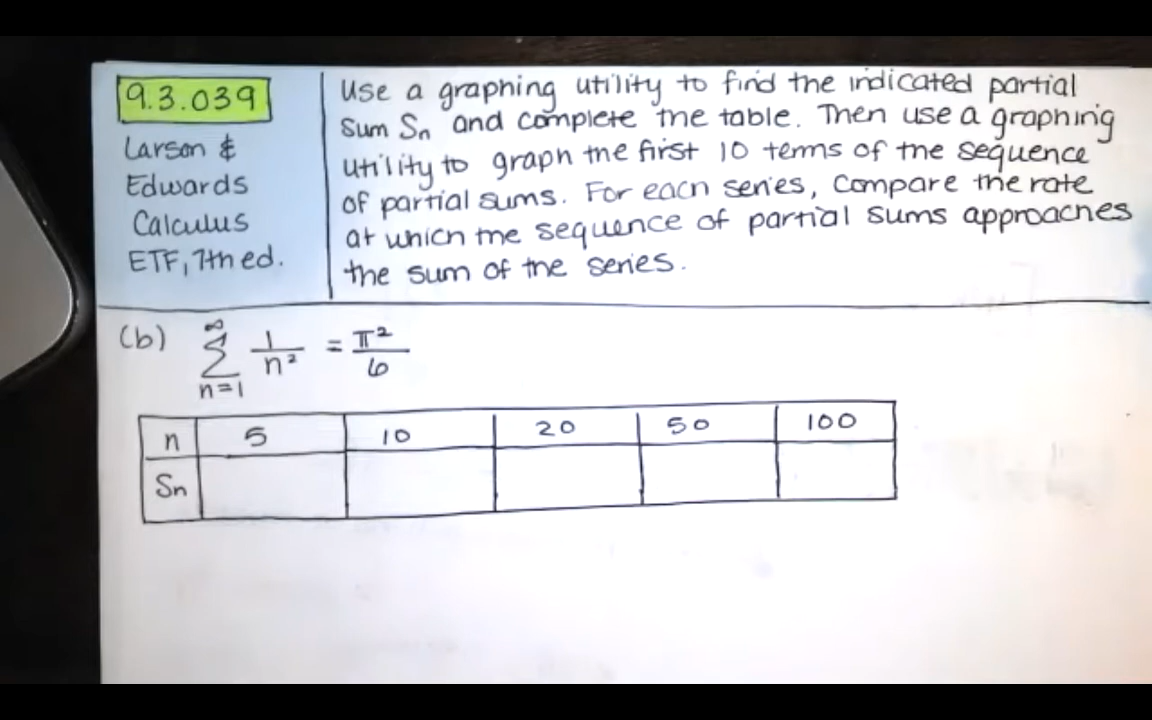 9.3.039
Larson &
Edwards
Calculus
ETF, 7th ed.
Use a graphing utility to find the indicated partial
sum Sn and complete the table. Then use a graphing
utility to graph the first 10 terms of the sequence
of partial sums. For each series, compare the rate
at which the sequence of partial sums approaches
the sum of the series.
(b) ∞ Σ n=1 1/n² = π²/6
n 5 10 20 50 100
Sn